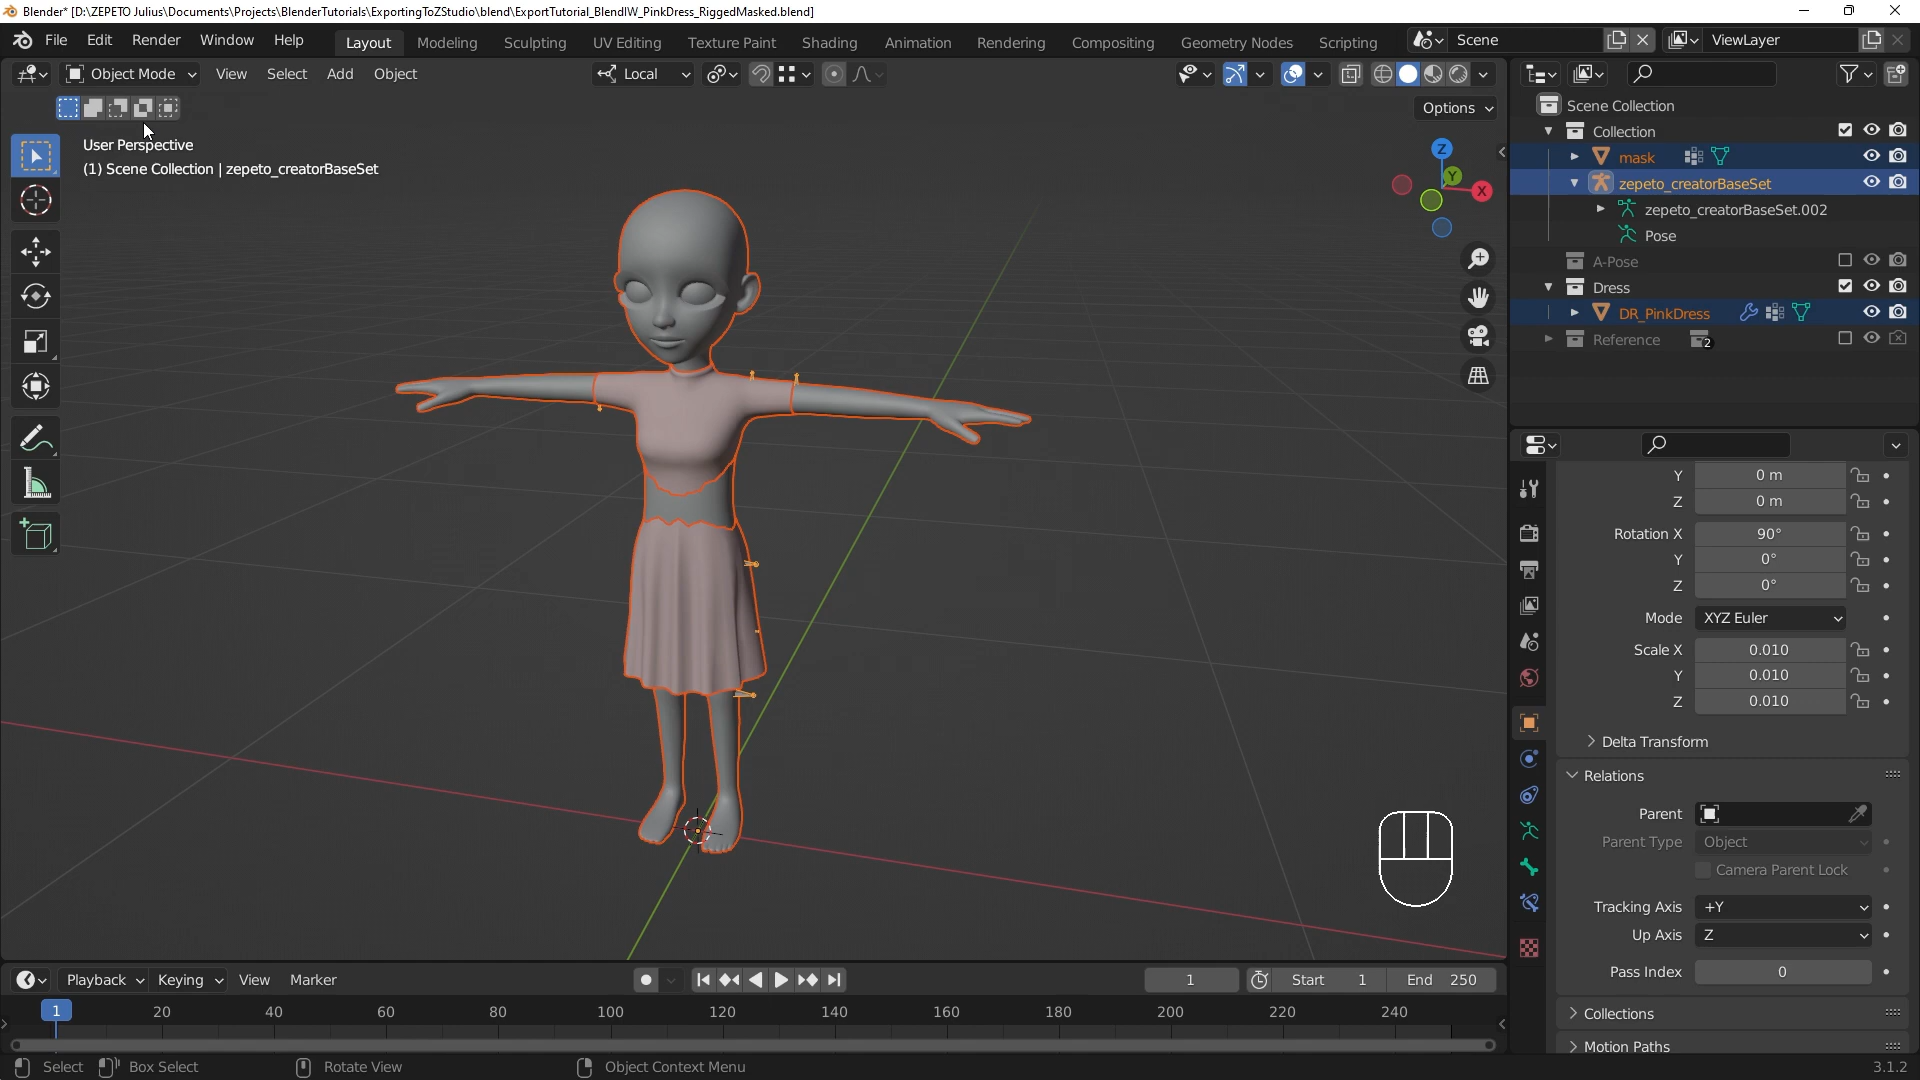 Blender* [D:\ZEPETO Julius\Documents\Projects\BlenderTutorials\ExportingToZStudio\blend\ExportTutorial_BlendIW_PinkDress_RiggedMasked.blend]
File Edit Render Window Help Layout Modeling Sculpting UV Editing Texture Paint Shading Animation Rendering Compositing Geometry Nodes Scripting Scene ViewLayer
Object Mode View Select Add Object Local
Options
User Perspective
(1) Scene Collection | zepeto_creatorBaseSet
Z
Y
X
Scene Collection
Collection
mask
zepeto_creatorBaseSet
zepeto_creatorBaseSet.002
Pose
A-Pose
Dress
DR_PinkDress
Reference 2
Y 0 m
Z 0 m
Rotation X 90°
Y 0°
Z 0°
Mode XYZ Euler
Scale X 0.010
Y 0.010
Z 0.010
Delta Transform
Relations
Parent
Parent Type Object
Camera Parent Lock
Tracking Axis +Y
Up Axis Z
Pass Index 0
Collections
Motion Paths
Playback Keying View Marker 1 Start 1 End 250
1 20 40 60 80 100 120 140 160 180 200 220 240
Select Box Select Rotate View Object Context Menu 3.1.2